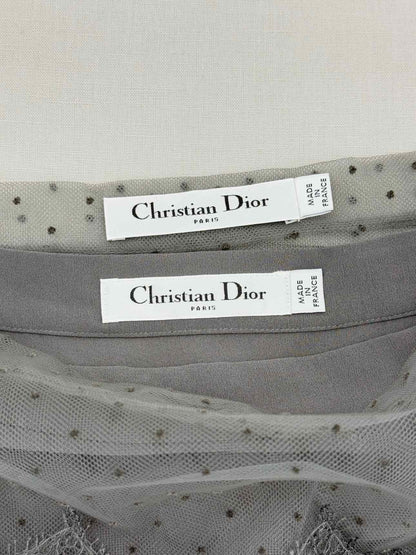 Christian Dior
PARIS
MADE
IN
FRANCE
Christian Dior
PARIS
MADE
IN
FRANCE